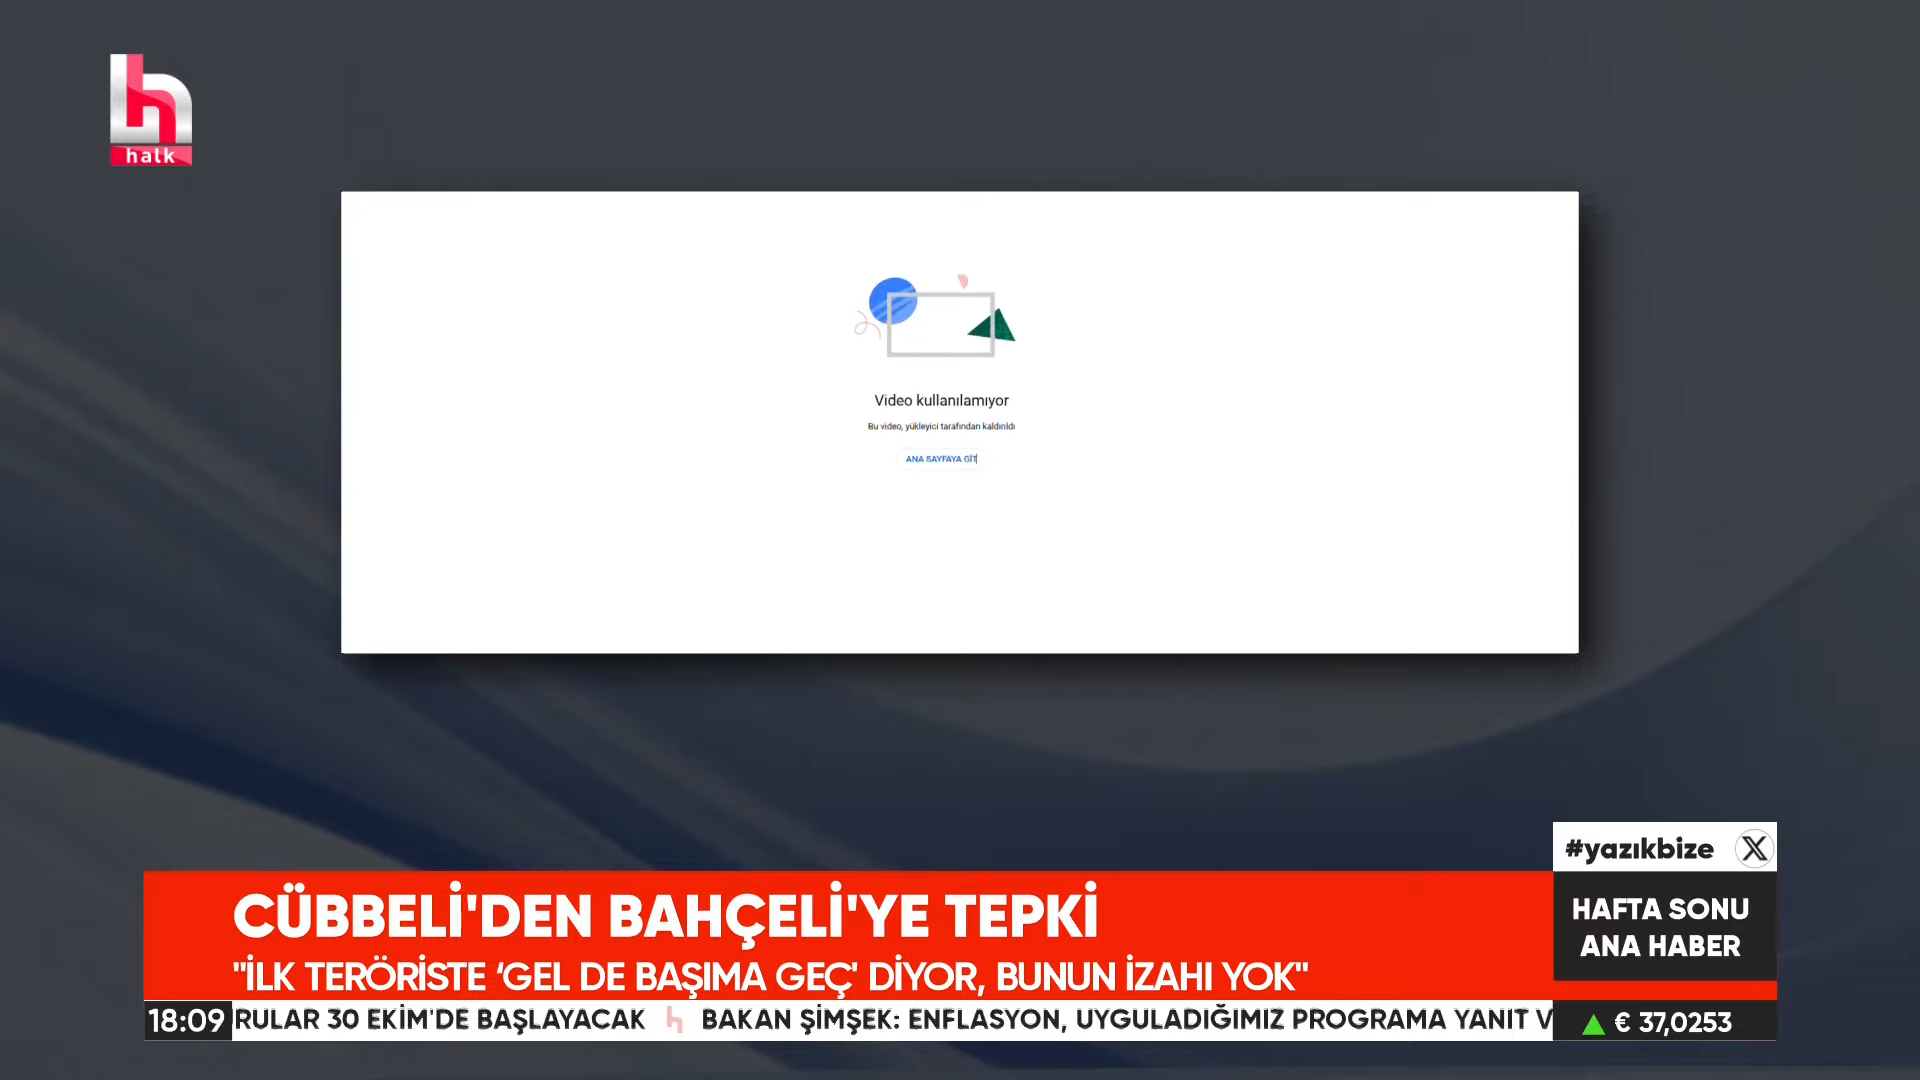 halk
Video kullanılamıyor
Bu video, yükleyici tarafından kaldırıldı
ANA SAYFAYA GİT
#yazıkbize
CÜBBELİ'DEN BAHÇELİ'YE TEPKİ
"İLK TERÖRİSTE ‘GEL DE BAŞIMA GEÇ' DİYOR, BUNUN İZAHI YOK"
HAFTA SONU
ANA HABER
18:09 RULAR 30 EKİM'DE BAŞLAYACAK BAKAN ŞİMŞEK: ENFLASYON, UYGULADIĞIMIZ PROGRAMA YANIT V
€ 37,0253